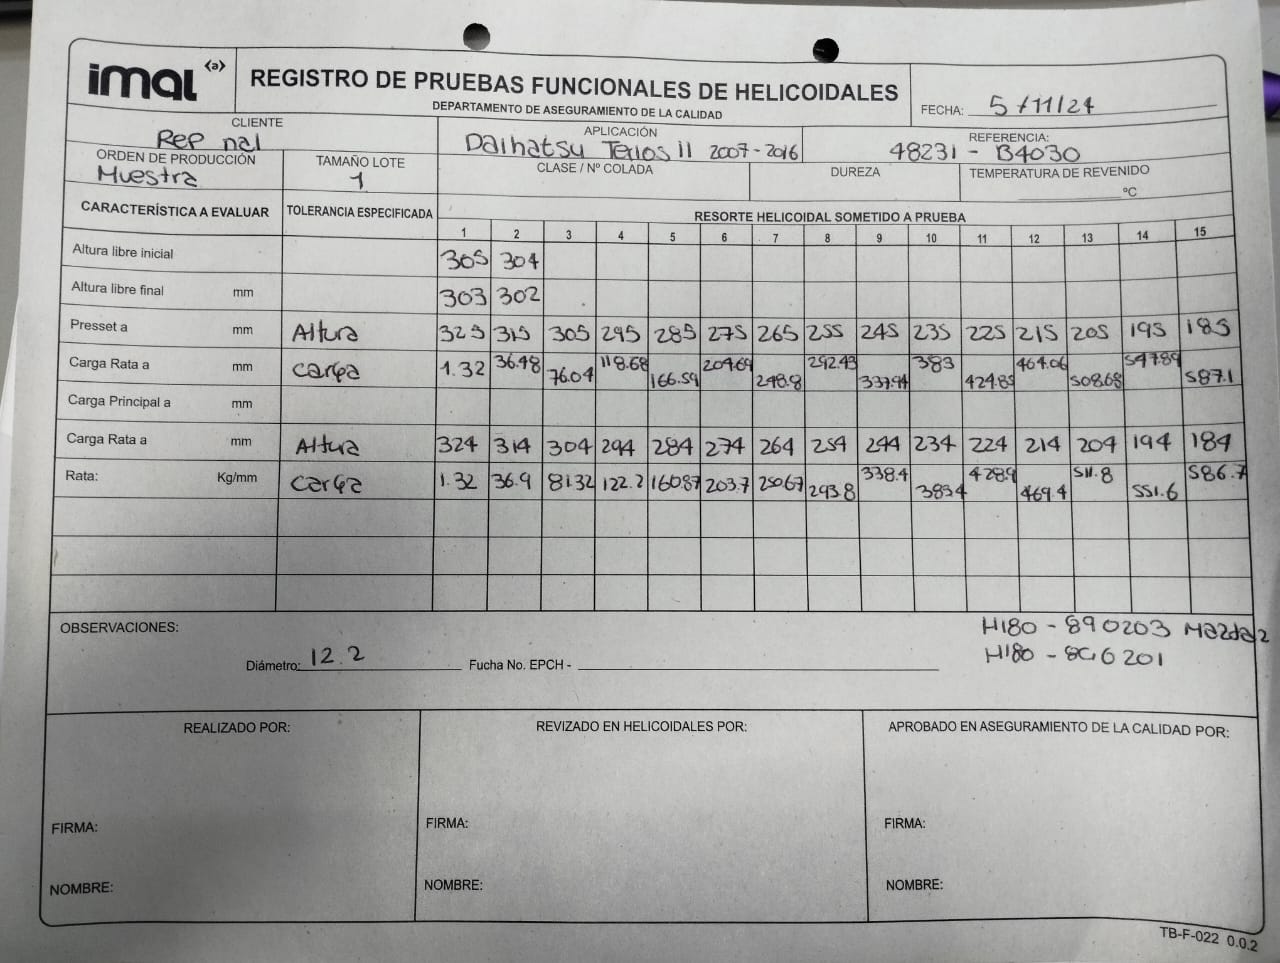 imal (a)
REGISTRO DE PRUEBAS FUNCIONALES DE HELICOIDALES
DEPARTAMENTO DE ASEGURAMIENTO DE LA CALIDAD
FECHA: 5/11/24
CLIENTE
Rep nal
APLICACIÓN
Daihatsu Terios II 2007-2016
REFERENCIA:
48231 - B4030
ORDEN DE PRODUCCIÓN
Muestra
TAMAÑO LOTE
1
CLASE / Nº COLADA
DUREZA
TEMPERATURA DE REVENIDO
ºC
CARACTERÍSTICA A EVALUAR TOLERANCIA ESPECIFICADA RESORTE HELICOIDAL SOMETIDO A PRUEBA
1 2 3 4 5 6 7 8 9 10 11 12 13 14 15
Altura libre inicial 305 304
Altura libre final mm 303 302
Presset a mm Altura 325 315 305 295 285 275 265 255 245 235 225 215 205 195 185
Carga Rata a mm Carga 1.32 36.48 76.04 118.68 166.59 204.69 248.8 292.43 337.94 383 424.85 464.06 508.68 547.89 587.1
Carga Principal a mm
Carga Rata a mm Altura 324 314 304 294 284 274 264 254 244 234 224 214 204 194 184
Rata: Kg/mm Carga 1.32 36.9 81.32 122.2 160.87 203.7 250.67 293.8 338.4 383.4 428.9 469.4 511.8 551.6 586.7
OBSERVACIONES:
H180 - 890203 Mazda 2
H180 - 8G6201
Diámetro: 12.2 Fucha No. EPCH -
REALIZADO POR: REVIZADO EN HELICOIDALES POR: APROBADO EN ASEGURAMIENTO DE LA CALIDAD POR:
FIRMA: FIRMA: FIRMA:
NOMBRE: NOMBRE: NOMBRE:
TB-F-022 0.0.2